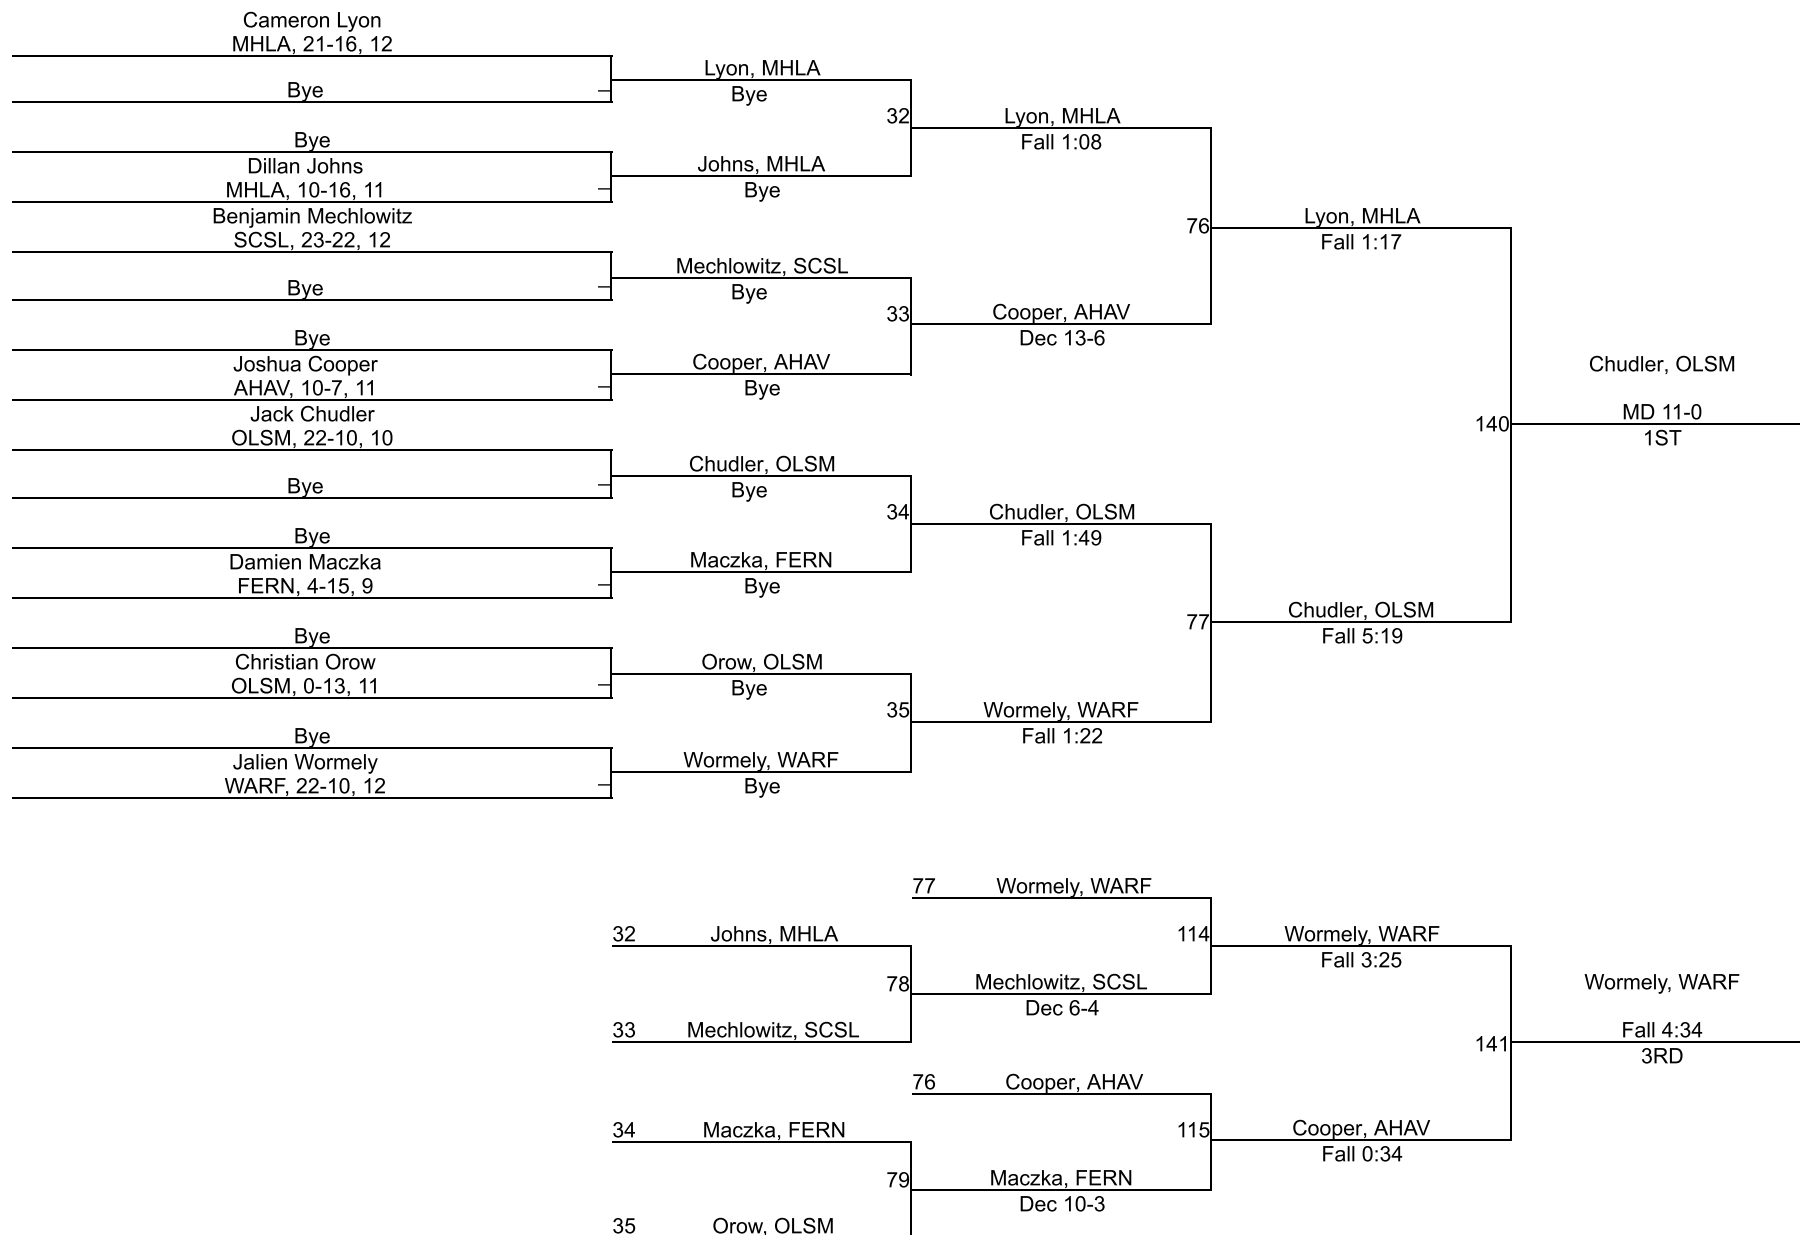 Cameron Lyon
MHLA, 21-16, 12
Bye
Bye
Dillan Johns
MHLA, 10-16, 11
Benjamin Mechlowitz
SCSL, 23-22, 12
Bye
Bye
Joshua Cooper
AHAV, 10-7, 11
Jack Chudler
OLSM, 22-10, 10
Bye
Bye
Damien Maczka
FERN, 4-15, 9
Bye
Christian Orow
OLSM, 0-13, 11
Bye
Jalien Wormely
WARF, 22-10, 12
Lyon, MHLA
Bye
32
Johns, MHLA
Bye
Mechlowitz, SCSL
Bye
33
Cooper, AHAV
Bye
Chudler, OLSM
Bye
34
Maczka, FERN
Bye
Orow, OLSM
Bye
35
Wormely, WARF
Bye
Lyon, MHLA
Fall 1:08
76
Cooper, AHAV
Dec 13-6
Chudler, OLSM
Fall 1:49
77
Wormely, WARF
Fall 1:22
Lyon, MHLA
Fall 1:17
140
Chudler, OLSM
Fall 5:19
Chudler, OLSM
MD 11-0
1ST
77 Wormely, WARF
32 Johns, MHLA
114
78
Mechlowitz, SCSL
Dec 6-4
33 Mechlowitz, SCSL
Wormely, WARF
Fall 3:25
76 Cooper, AHAV
34 Maczka, FERN
115
79
Maczka, FERN
Dec 10-3
35 Orow, OLSM
Cooper, AHAV
Fall 0:34
141
Wormely, WARF
Fall 4:34
3RD